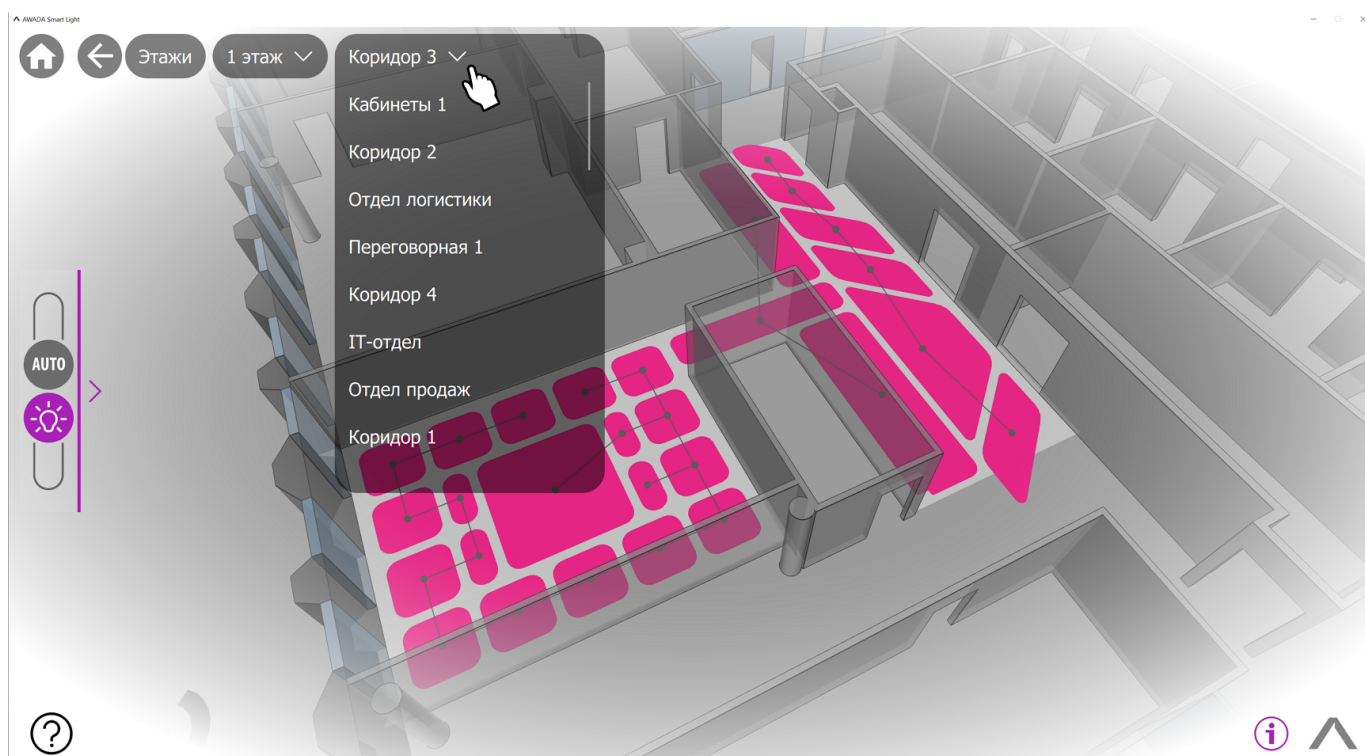 AWADA Smart Light
Этажи
1 этаж
Коридор 3
Кабинеты 1
Коридор 2
Отдел логистики
Переговорная 1
Коридор 4
IT-отдел
Отдел продаж
Коридор 1
AUTO
?
i